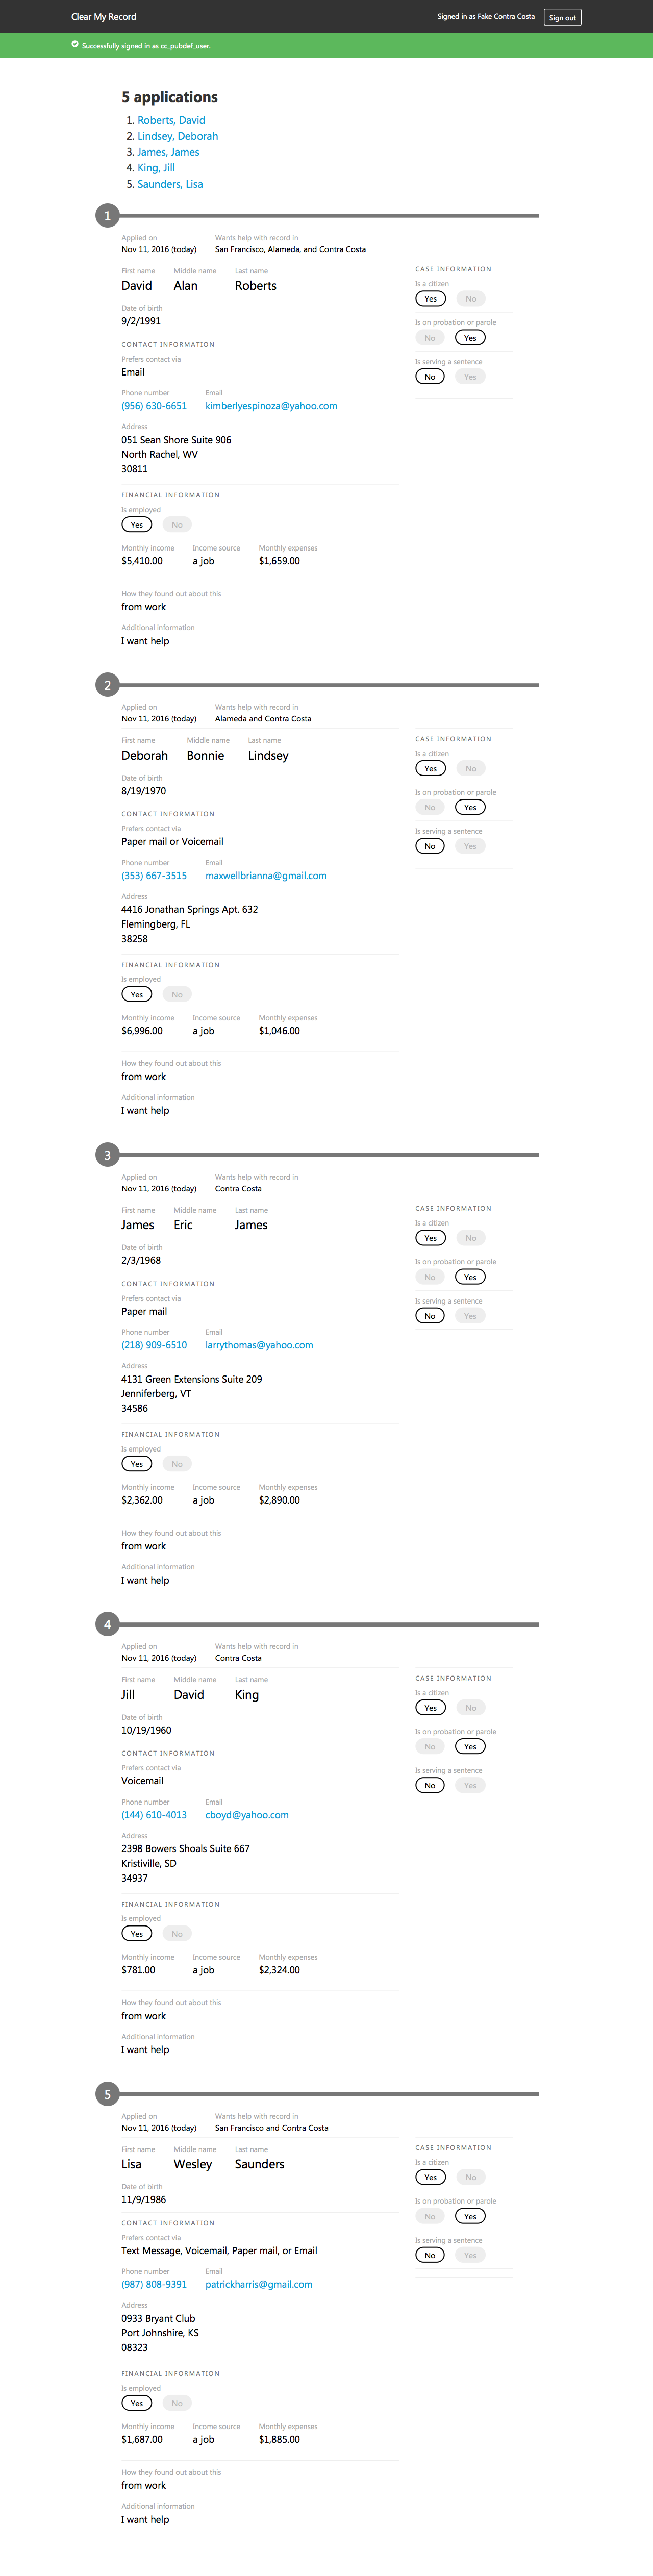 Clear My Record Signed in as Fake Contra Costa Sign out
Successfully signed in as cc_pubdef_user.
5 applications
1. Roberts, David
2. Lindsey, Deborah
3. James, James
4. King, Jill
5. Saunders, Lisa
1
Applied on Wants help with record in
Nov 11, 2016 (today) San Francisco, Alameda, and Contra Costa
First name Middle name Last name
David Alan Roberts
Date of birth
9/2/1991
CONTACT INFORMATION
Prefers contact via
Email
Phone number Email
(956) 630-6651 kimberlyespinoza@yahoo.com
Address
051 Sean Shore Suite 906
North Rachel, WV
30811
FINANCIAL INFORMATION
Is employed
Yes No
Monthly income Income source Monthly expenses
$5,410.00 a job $1,659.00
How they found out about this
from work
Additional information
I want help
CASE INFORMATION
Is a citizen
Yes No
Is on probation or parole
No Yes
Is serving a sentence
No Yes
2
Applied on Wants help with record in
Nov 11, 2016 (today) Alameda and Contra Costa
First name Middle name Last name
Deborah Bonnie Lindsey
Date of birth
8/19/1970
CONTACT INFORMATION
Prefers contact via
Paper mail or Voicemail
Phone number Email
(353) 667-3515 maxwellbrianna@gmail.com
Address
4416 Jonathan Springs Apt. 632
Flemingberg, FL
38258
FINANCIAL INFORMATION
Is employed
Yes No
Monthly income Income source Monthly expenses
$6,996.00 a job $1,046.00
How they found out about this
from work
Additional information
I want help
CASE INFORMATION
Is a citizen
Yes No
Is on probation or parole
No Yes
Is serving a sentence
No Yes
3
Applied on Wants help with record in
Nov 11, 2016 (today) Contra Costa
First name Middle name Last name
James Eric James
Date of birth
2/3/1968
CONTACT INFORMATION
Prefers contact via
Paper mail
Phone number Email
(218) 909-6510 larrythomas@yahoo.com
Address
4131 Green Extensions Suite 209
Jenniferberg, VT
34586
FINANCIAL INFORMATION
Is employed
Yes No
Monthly income Income source Monthly expenses
$2,362.00 a job $2,890.00
How they found out about this
from work
Additional information
I want help
CASE INFORMATION
Is a citizen
Yes No
Is on probation or parole
No Yes
Is serving a sentence
No Yes
4
Applied on Wants help with record in
Nov 11, 2016 (today) Contra Costa
First name Middle name Last name
Jill David King
Date of birth
10/19/1960
CONTACT INFORMATION
Prefers contact via
Voicemail
Phone number Email
(144) 610-4013 cboyd@yahoo.com
Address
2398 Bowers Shoals Suite 667
Kristiville, SD
34937
FINANCIAL INFORMATION
Is employed
Yes No
Monthly income Income source Monthly expenses
$781.00 a job $2,324.00
How they found out about this
from work
Additional information
I want help
CASE INFORMATION
Is a citizen
Yes No
Is on probation or parole
No Yes
Is serving a sentence
No Yes
5
Applied on Wants help with record in
Nov 11, 2016 (today) San Francisco and Contra Costa
First name Middle name Last name
Lisa Wesley Saunders
Date of birth
11/9/1986
CONTACT INFORMATION
Prefers contact via
Text Message, Voicemail, Paper mail, or Email
Phone number Email
(987) 808-9391 patrickharris@gmail.com
Address
0933 Bryant Club
Port Johnshire, KS
08323
FINANCIAL INFORMATION
Is employed
Yes No
Monthly income Income source Monthly expenses
$1,687.00 a job $1,885.00
How they found out about this
from work
Additional information
I want help
CASE INFORMATION
Is a citizen
Yes No
Is on probation or parole
No Yes
Is serving a sentence
No Yes